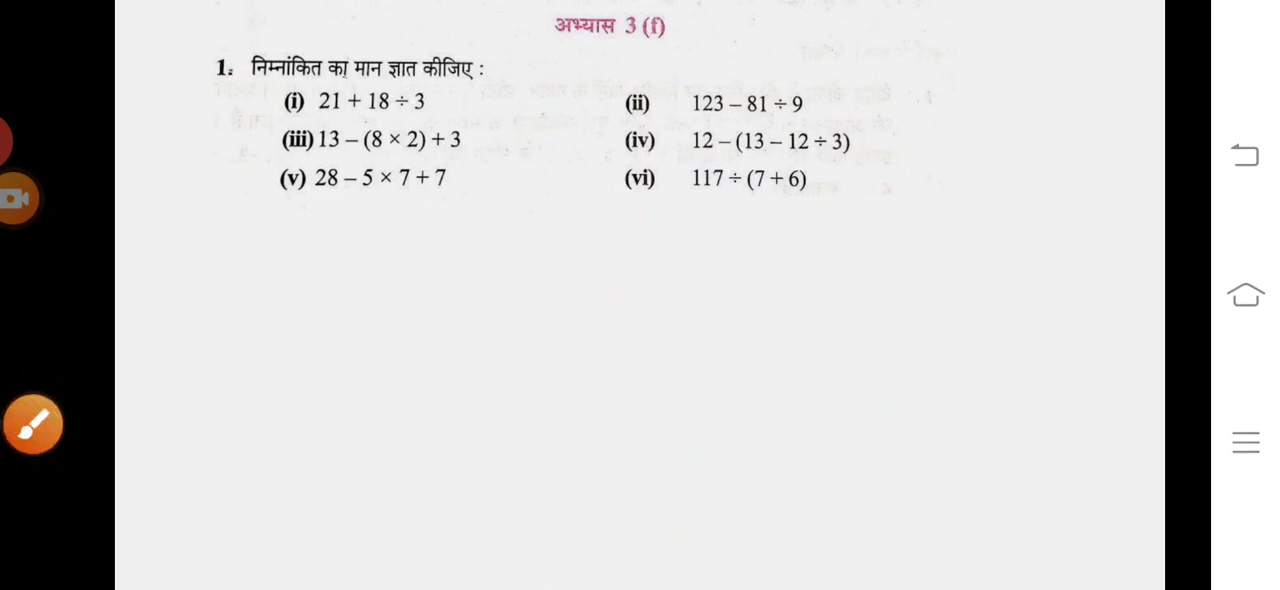 अभ्यास 3 (f)
1. निम्नांकित का मान ज्ञात कीजिए :
(i) 21 + 18 ÷ 3 (ii) 123 – 81 ÷ 9
(iii) 13 – (8 × 2) + 3 (iv) 12 – (13 – 12 ÷ 3)
(v) 28 – 5 × 7 + 7 (vi) 117 ÷ (7 + 6)